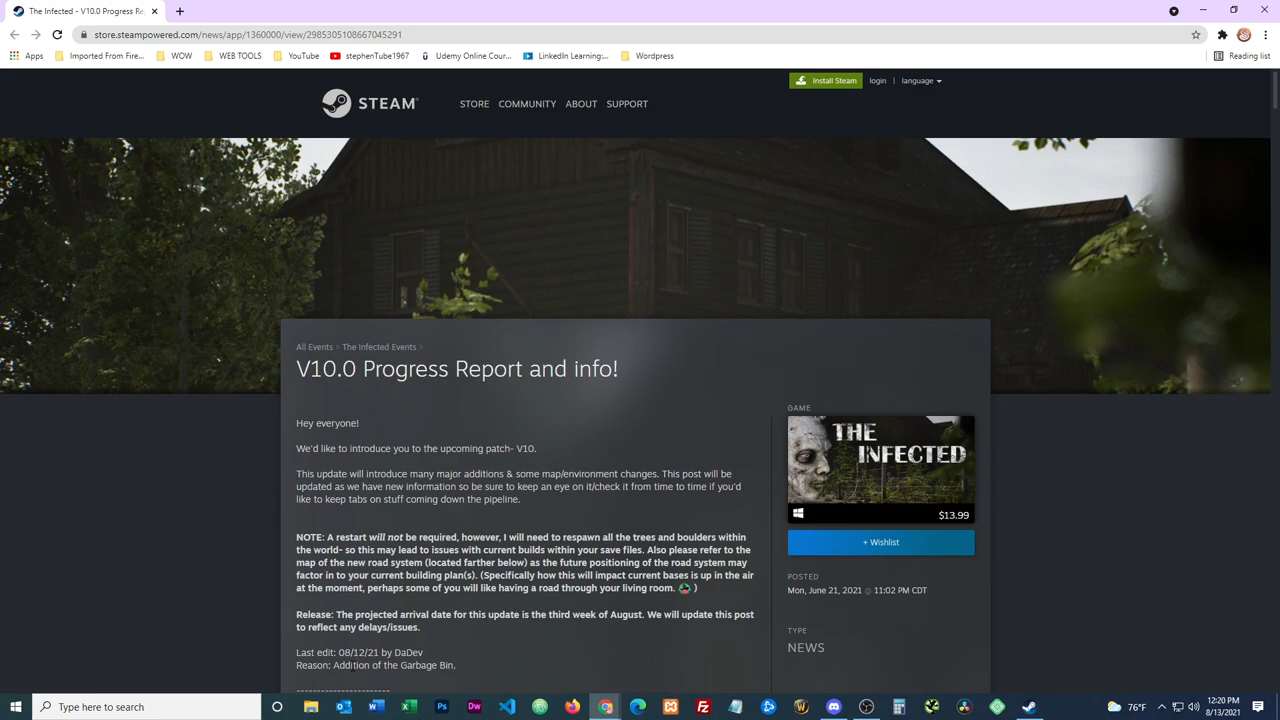 The Infected - V10.0 Progress Re
store.steampowered.com/news/app/1360000/view/2985305108667045291
Apps
Imported From Fire...
WOW
WEB TOOLS
YouTube
stephenTube1967
Udemy Online Cour...
LinkedIn Learning:...
Wordpress
Reading list
Install Steam
login | language
STEAM®
STORE COMMUNITY ABOUT SUPPORT
All Events > The Infected Events >
V10.0 Progress Report and info!
Hey everyone!
We'd like to introduce you to the upcoming patch- V10.
This update will introduce many major additions & some map/environment changes. This post will be
updated as we have new information so be sure to keep an eye on it/check it from time to time if you'd
like to keep tabs on stuff coming down the pipeline.
NOTE: A restart will not be required, however, I will need to respawn all the trees and boulders within
the world- so this may lead to issues with current builds within your save files. Also please refer to the
map of the new road system (located farther below) as the future positioning of the road system may
factor in to your current building plan(s). (Specifically how this will impact current bases is up in the air
at the moment, perhaps some of you will like having a road through your living room. )
Release: The projected arrival date for this update is the third week of August. We will update this post
to reflect any delays/issues.
Last edit: 08/12/21 by DaDev
Reason: Addition of the Garbage Bin.
-----------------------
GAME
THE
INFECTED
$13.99
+ Wishlist
POSTED
Mon, June 21, 2021 @ 11:02 PM CDT
TYPE
NEWS
Type here to search
76°F
12:20 PM
8/13/2021